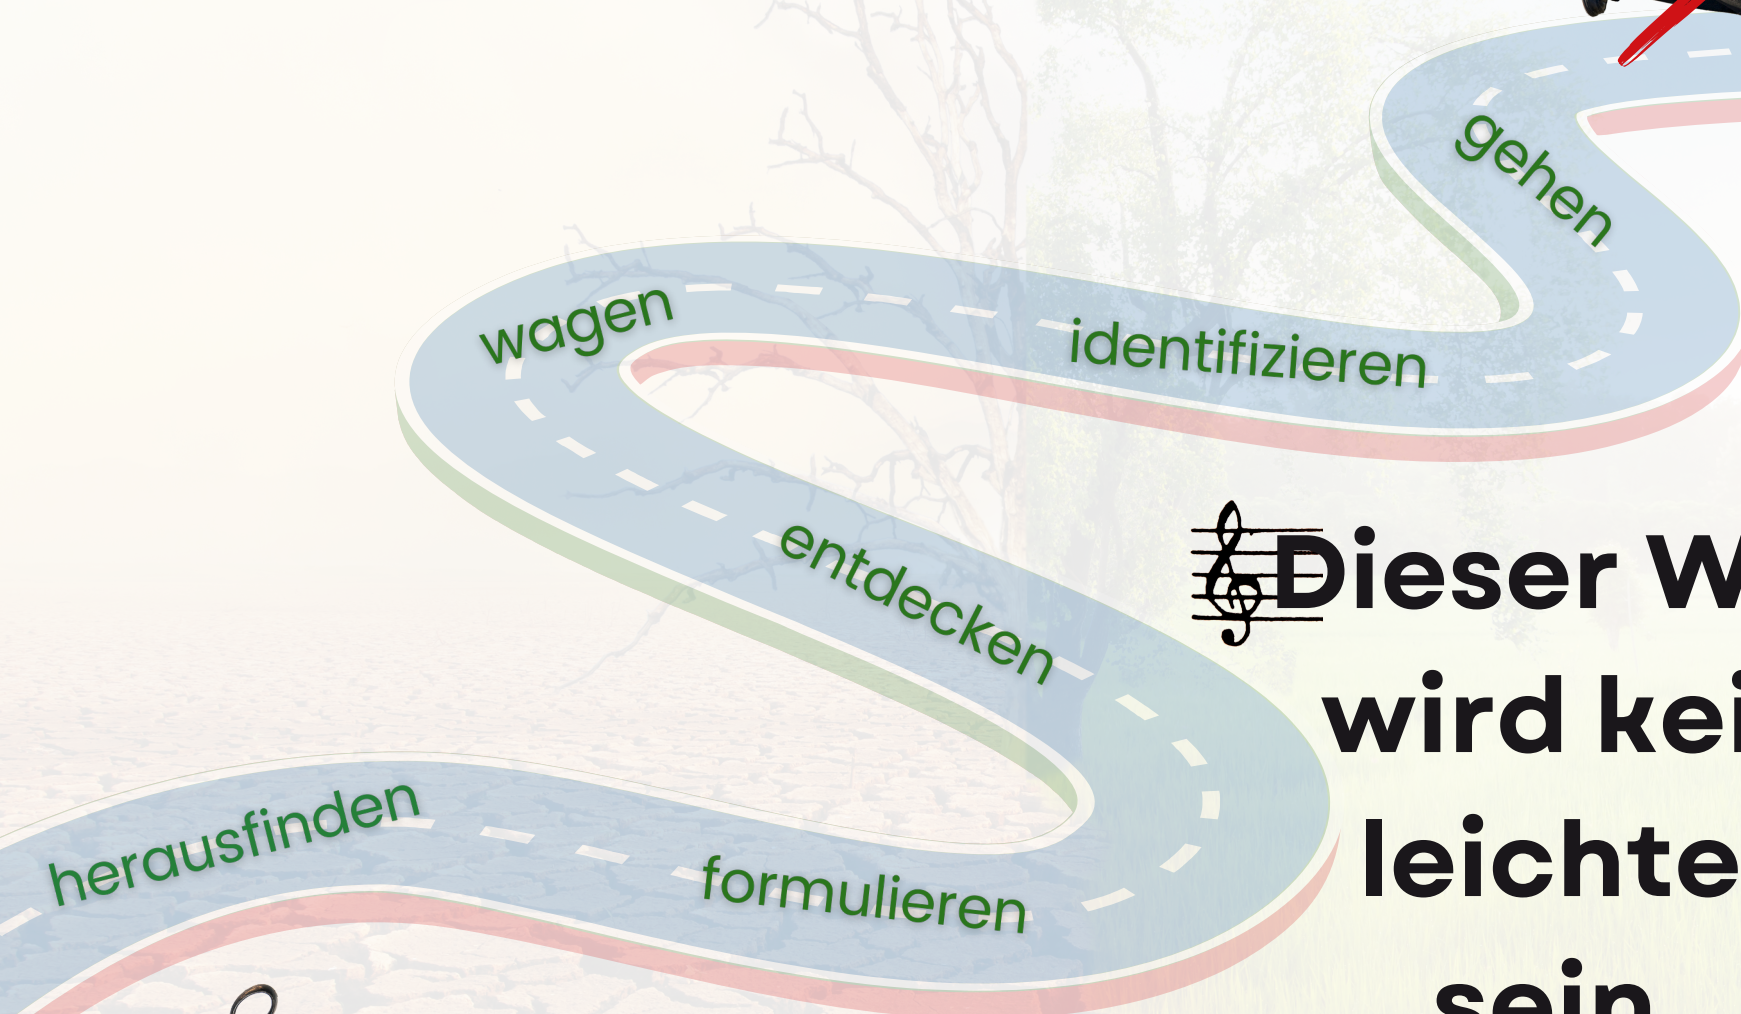 gehen
wagen
identifizieren
entdecken
Dieser W
wird kei
leichte
herausfinden
formulieren
sein